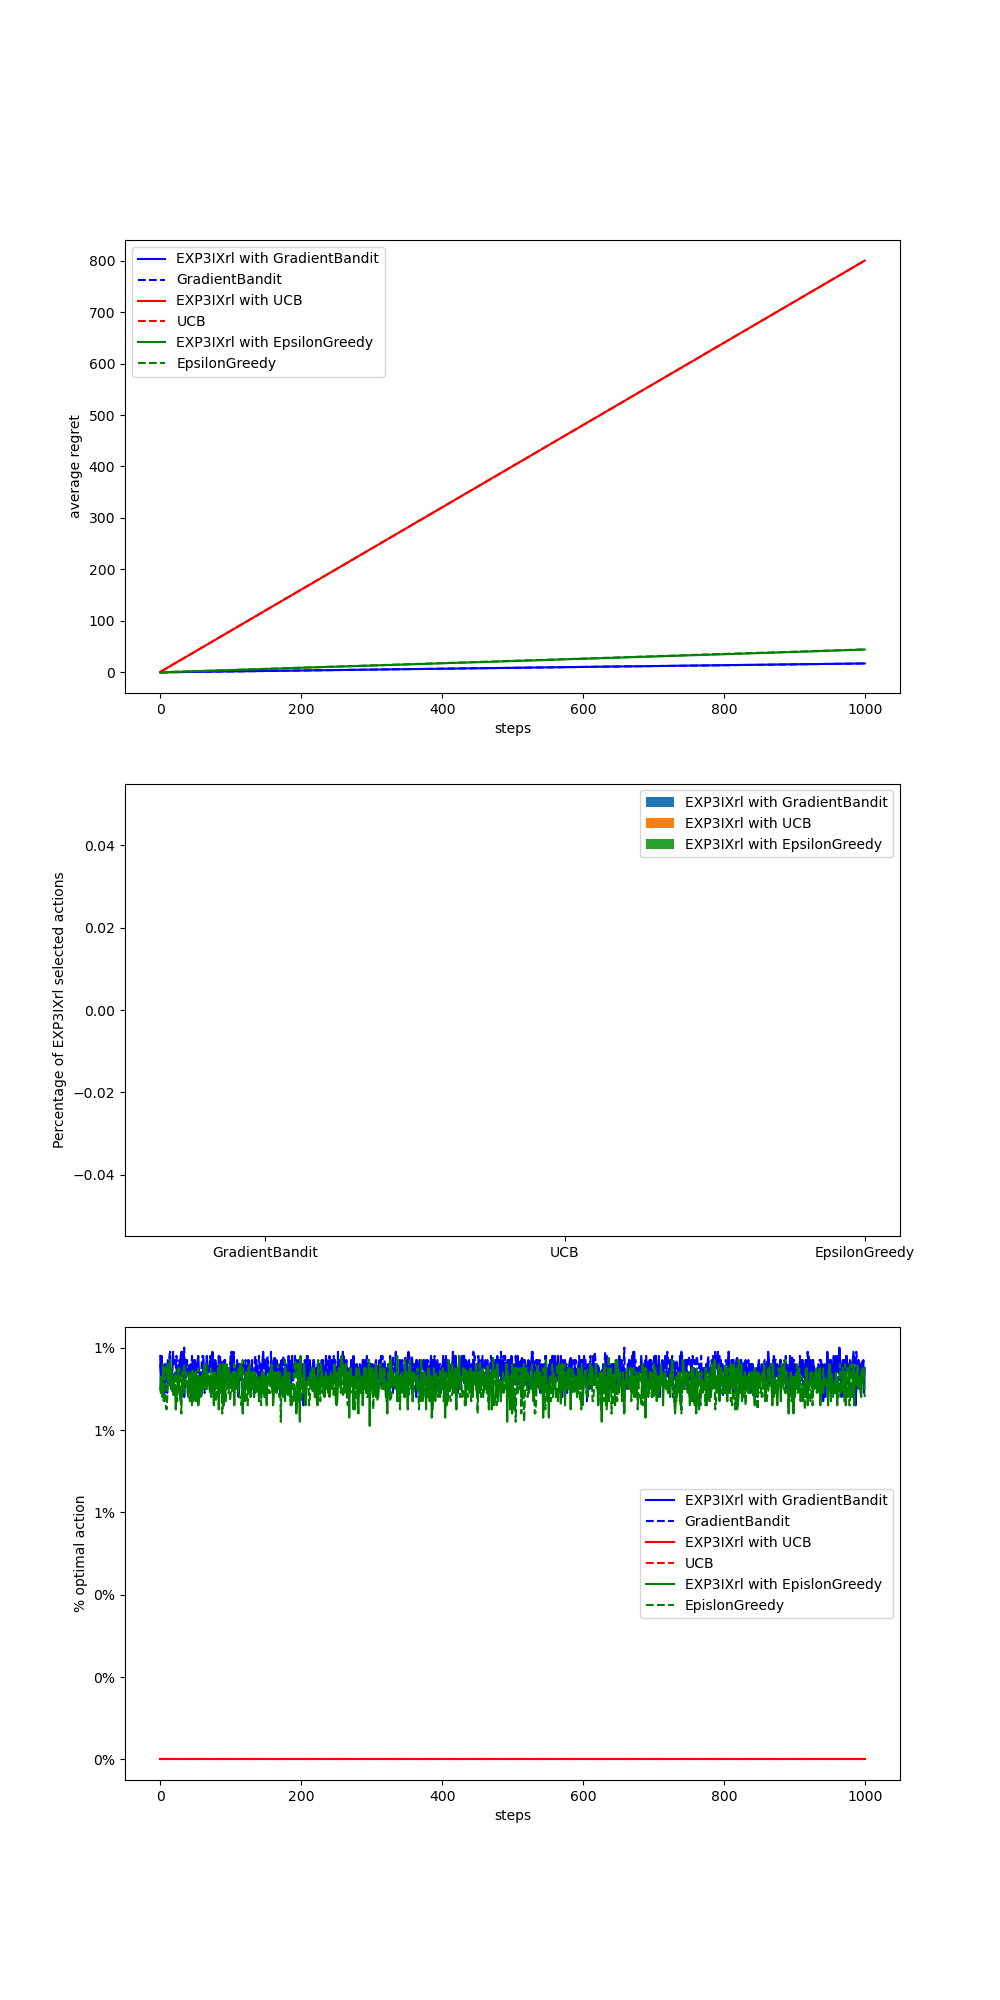 800
700
600
500
400
300
200
100
0
average regret
EXP3IXrl with GradientBandit
GradientBandit
EXP3IXrl with UCB
UCB
EXP3IXrl with EpsilonGreedy
EpsilonGreedy
0 200 400 600 800 1000
steps
0.04
0.02
0.00
−0.02
−0.04
Percentage of EXP3IXrl selected actions
EXP3IXrl with GradientBandit
EXP3IXrl with UCB
EXP3IXrl with EpsilonGreedy
GradientBandit UCB EpsilonGreedy
1%
1%
1%
0%
0%
0%
% optimal action
EXP3IXrl with GradientBandit
GradientBandit
EXP3IXrl with UCB
UCB
EXP3IXrl with EpislonGreedy
EpislonGreedy
0 200 400 600 800 1000
steps